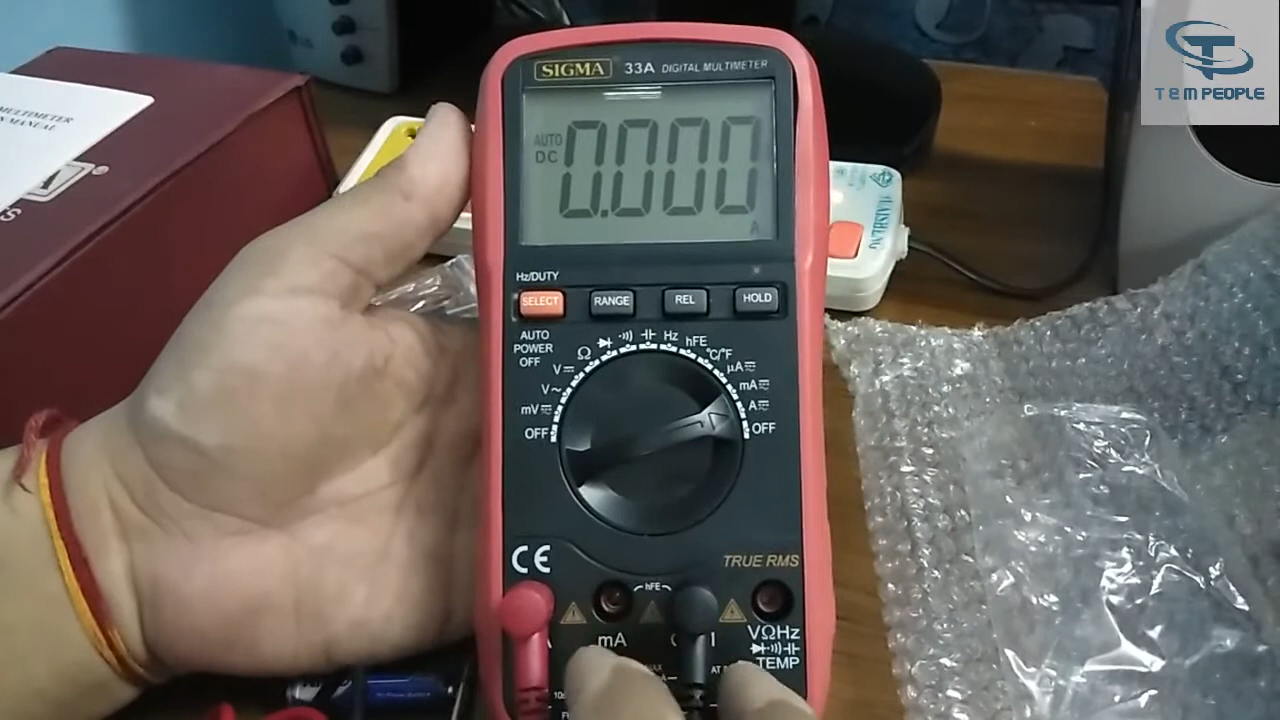 TEMPEOPLE
MULTIMETER
MANUAL
SIGMA 33A DIGITAL MULTIMETER
AUTO
DC
0.000
A
Hz/DUTY
SELECT RANGE REL HOLD
AUTO
POWER
OFF
Ω
Hz
hFE
°C/°F
V⎓
V~
mV
OFF
µA
mA
A
OFF
CE
TRUE RMS
hFE
mA
VΩHz
TEMP